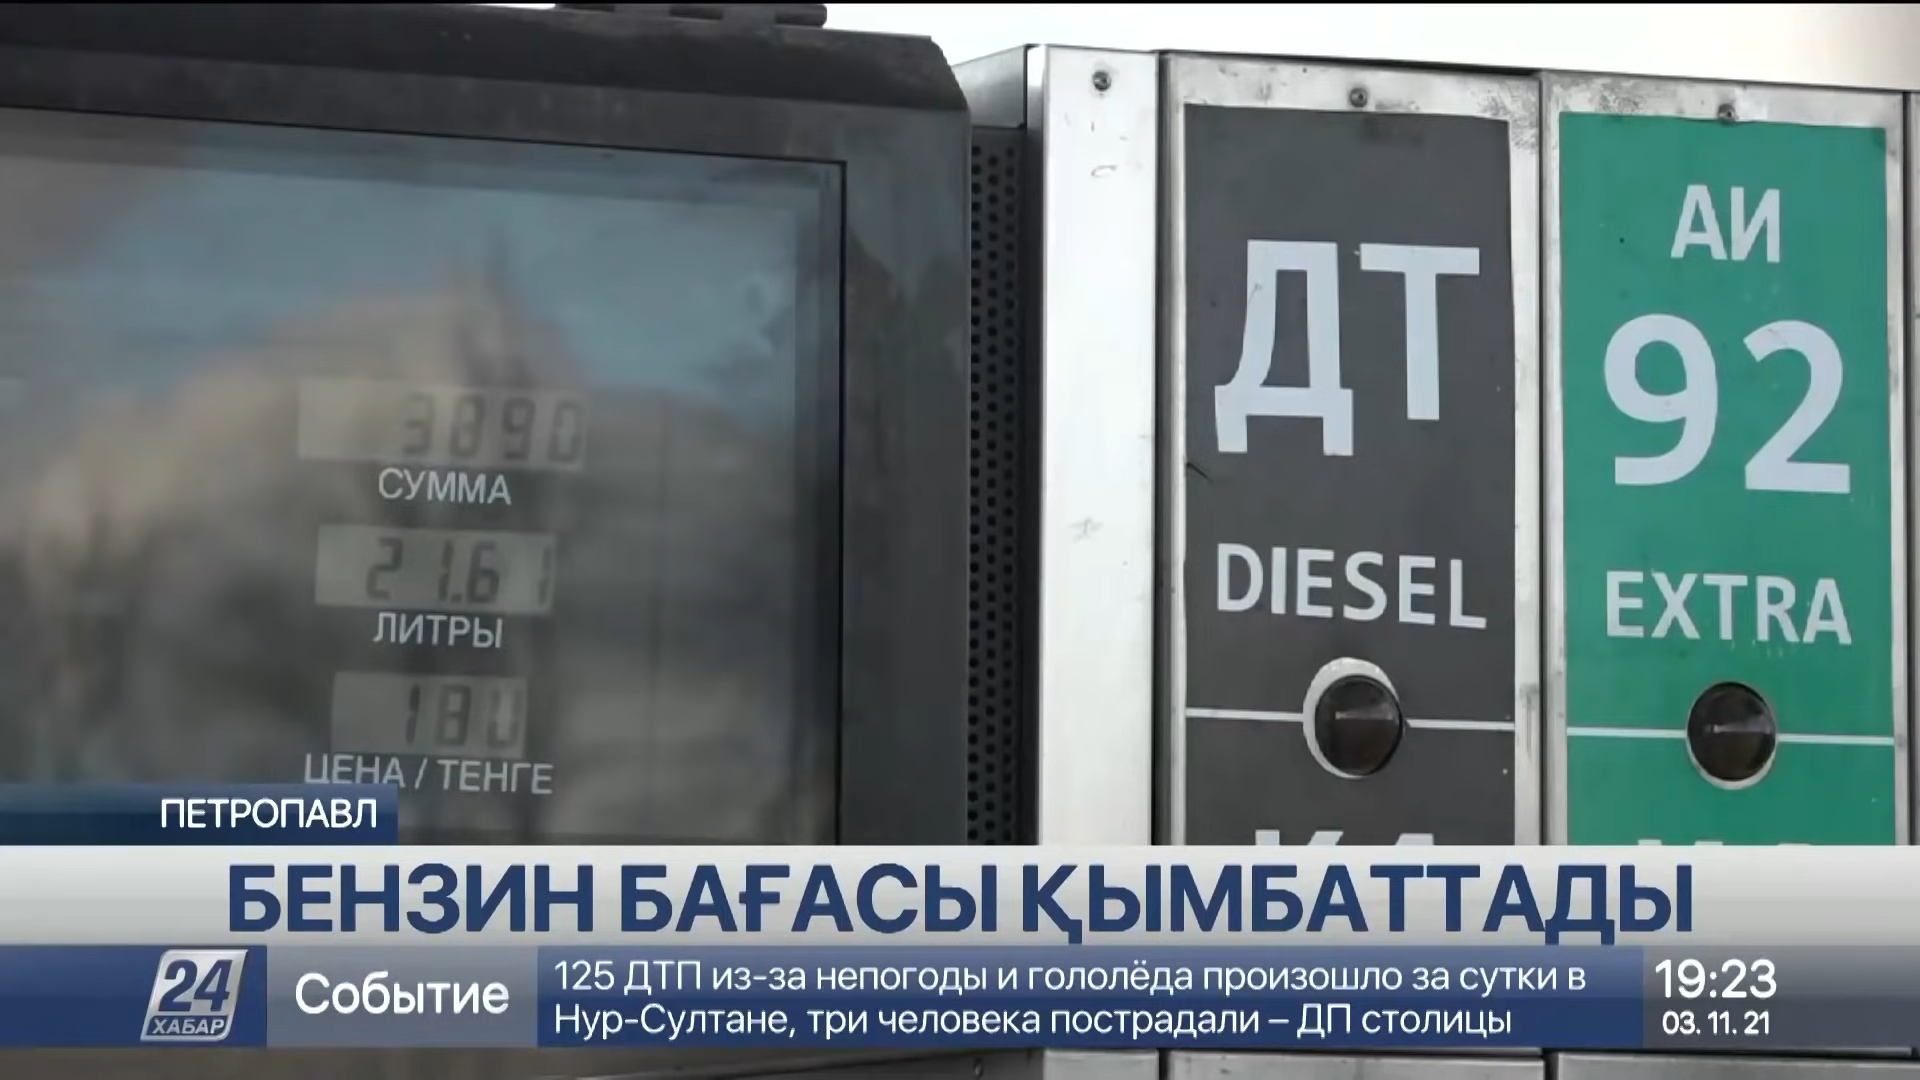 3890
СУММА
21.61
ЛИТРЫ
180
ЦЕНА / ТЕНГЕ
ДТ
DIESEL
АИ
92
EXTRA
ПЕТРОПАВЛ
БЕНЗИН БАҒАСЫ ҚЫМБАТТАДЫ
24
ХАБАР
Событие
125 ДТП из-за непогоды и гололёда произошло за сутки в
Нур-Султане, три человека пострадали – ДП столицы
19:23
03. 11. 21